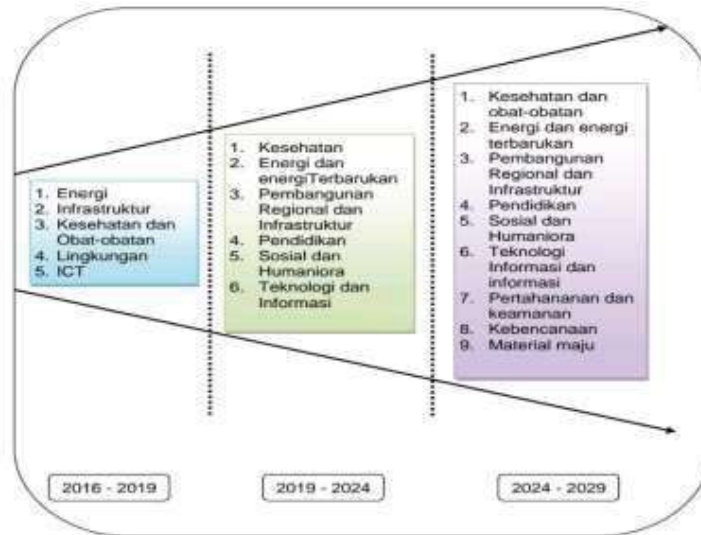 1. Energi
2. Infrastruktur
3. Kesehatan dan
Obat-obatan
4. Lingkungan
5. ICT
1. Kesehatan
2. Energi dan
energiTerbarukan
3. Pembangunan
Regional dan
Infrastruktur
4. Pendidikan
5. Sosial dan
Humaniora
6. Teknologi dan
Informasi
1. Kesehatan dan
obat-obatan
2. Energi dan energi
terbarukan
3. Pembangunan
Regional dan
Infrastruktur
4. Pendidikan
5. Sosial dan
Humaniora
6. Teknologi
Informasi dan
informasi
7. Pertahananan dan
keamanan
8. Kebencanaan
9. Material maju
2016 - 2019
2019 - 2024
2024 - 2029